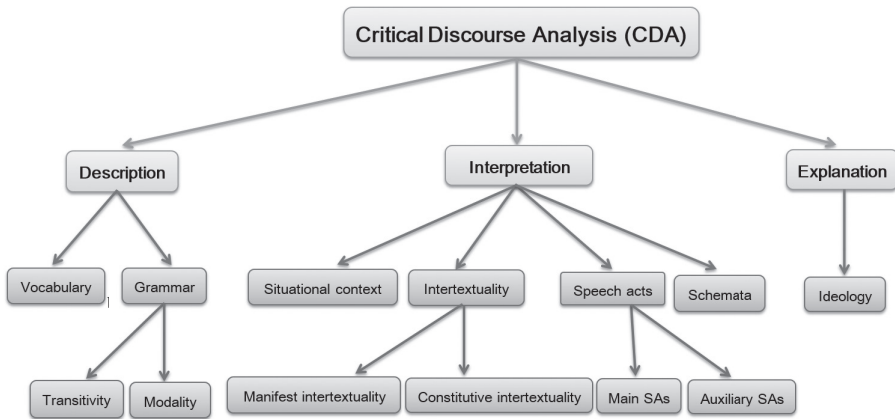 Critical Discourse Analysis (CDA)
Description
Interpretation
Explanation
Vocabulary
Grammar
Situational context
Intertextuality
Speech acts
Schemata
Ideology
Transitivity
Modality
Manifest intertextuality
Constitutive intertextuality
Main SAs
Auxiliary SAs